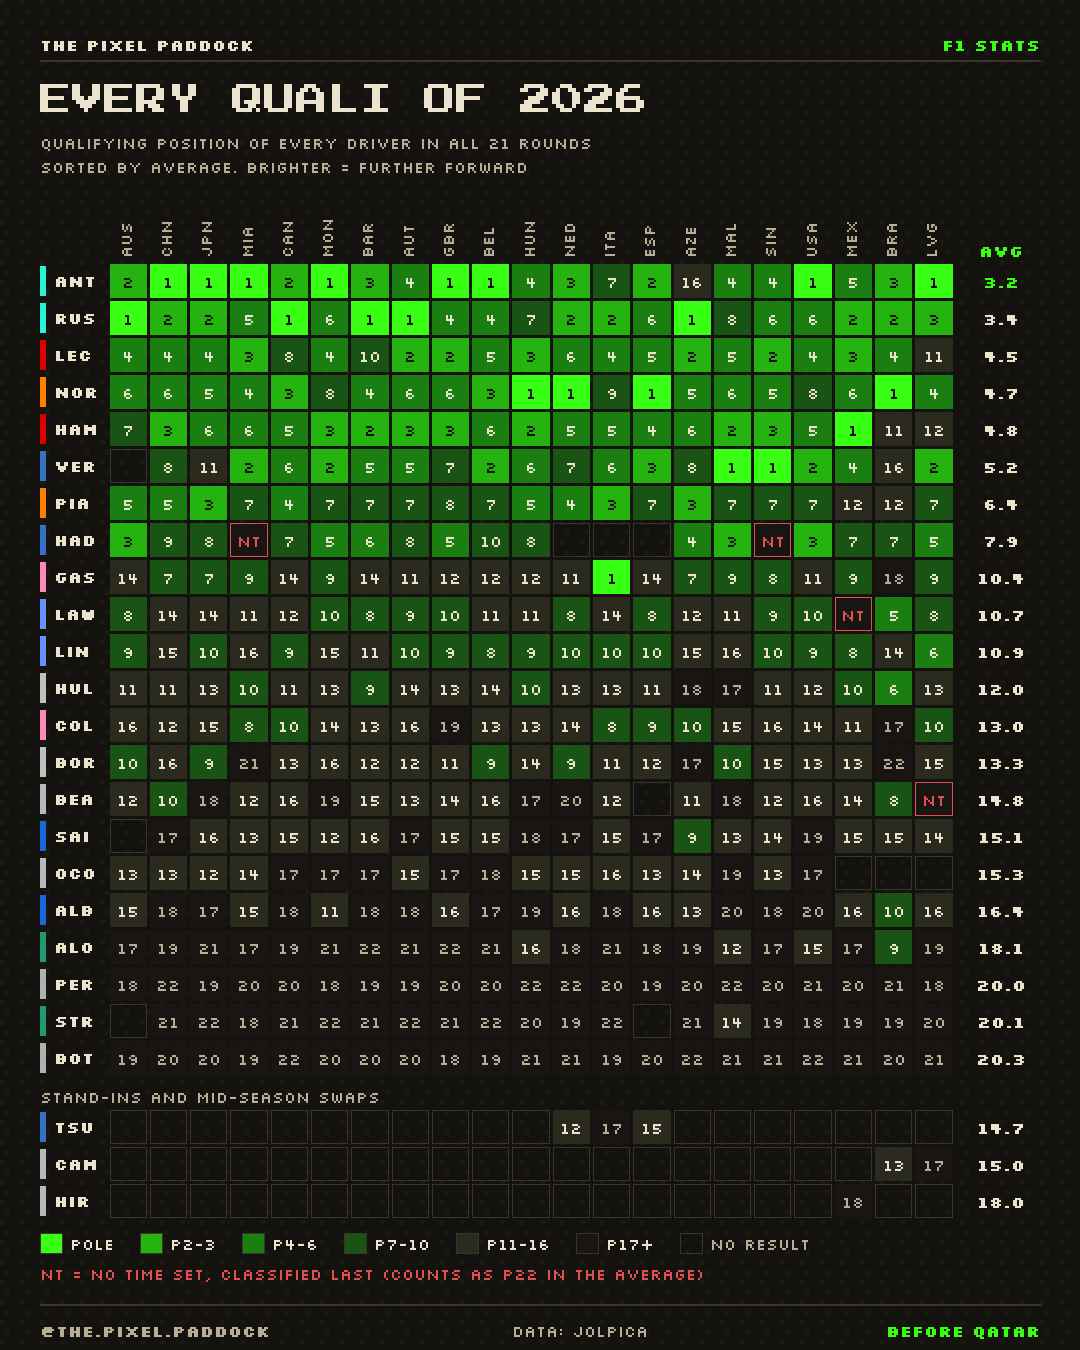 THE PIXEL PADDOCK F1 STATS
EVERY QUALI OF 2026
QUALIFYING POSITION OF EVERY DRIVER IN ALL 21 ROUNDS
SORTED BY AVERAGE. BRIGHTER = FURTHER FORWARD
AUS CHN JPN MIA CAN MON BAR AUT GBR BEL HUN NED ITA ESP AZE MAL SIN USA MEX BRA LVG AVG
ANT 2 1 1 1 2 1 3 4 1 1 4 3 7 2 16 4 4 1 5 3 1 3.2
RUS 1 2 2 5 1 6 1 1 4 4 7 2 2 6 1 8 6 6 2 2 3 3.4
LEC 4 4 4 3 8 4 10 2 2 5 3 6 4 5 2 5 2 4 3 4 11 4.5
NOR 6 6 5 4 3 8 4 6 6 3 1 1 9 1 5 6 5 8 6 1 4 4.7
HAM 7 3 6 6 5 3 2 3 3 6 2 5 5 4 6 2 3 5 1 11 12 4.8
VER 8 11 2 6 2 5 5 7 2 6 7 6 3 8 1 1 2 4 16 2 5.2
PIA 5 5 3 7 4 7 7 7 8 7 5 4 3 7 3 7 7 7 12 12 7 6.4
HAD 3 9 8 NT 7 5 6 8 5 10 8 4 3 NT 3 7 7 5 7.9
GAS 14 7 7 9 14 9 14 11 12 12 12 11 1 14 7 9 8 11 9 18 9 10.4
LAW 8 14 14 11 12 10 8 9 10 11 11 8 14 8 12 11 9 10 NT 5 8 10.7
LIN 9 15 10 16 9 15 11 10 9 8 9 10 10 10 15 16 10 9 8 14 6 10.9
HUL 11 11 13 10 11 13 9 14 13 14 10 13 13 11 18 17 11 12 10 6 13 12.0
COL 16 12 15 8 10 14 13 16 19 13 13 14 8 9 10 15 16 14 11 17 10 13.0
BOR 10 16 9 21 13 16 12 12 11 9 14 9 11 12 17 10 15 13 13 22 15 13.3
BEA 12 10 18 12 16 19 15 13 14 16 17 20 12 11 18 12 16 14 8 NT 14.8
SAI 17 16 13 15 12 16 17 15 15 18 17 15 17 9 13 14 19 15 15 14 15.1
OCO 13 13 12 14 17 17 17 15 17 18 15 15 16 13 14 19 13 17 15.3
ALB 15 18 17 15 18 11 18 18 16 17 19 16 18 16 13 20 18 20 16 10 16 16.4
ALO 17 19 21 17 19 21 22 21 22 21 16 18 21 18 19 12 17 15 17 9 19 18.1
PER 18 22 19 20 20 18 19 19 20 20 22 22 20 19 20 22 20 21 20 21 18 20.0
STR 21 22 18 21 22 21 22 21 22 20 19 22 21 14 19 18 19 19 20 20.1
BOT 19 20 20 19 22 20 20 20 18 19 21 21 19 20 22 21 21 22 21 20 21 20.3
STAND-INS AND MID-SEASON SWAPS
TSU 12 17 15 14.7
CAM 13 17 15.0
HIR 18 18.0
POLE P2-3 P4-6 P7-10 P11-16 P17+ NO RESULT
NT = NO TIME SET, CLASSIFIED LAST (COUNTS AS P22 IN THE AVERAGE)
@THE.PIXEL.PADDOCK DATA: JOLPICA BEFORE QATAR